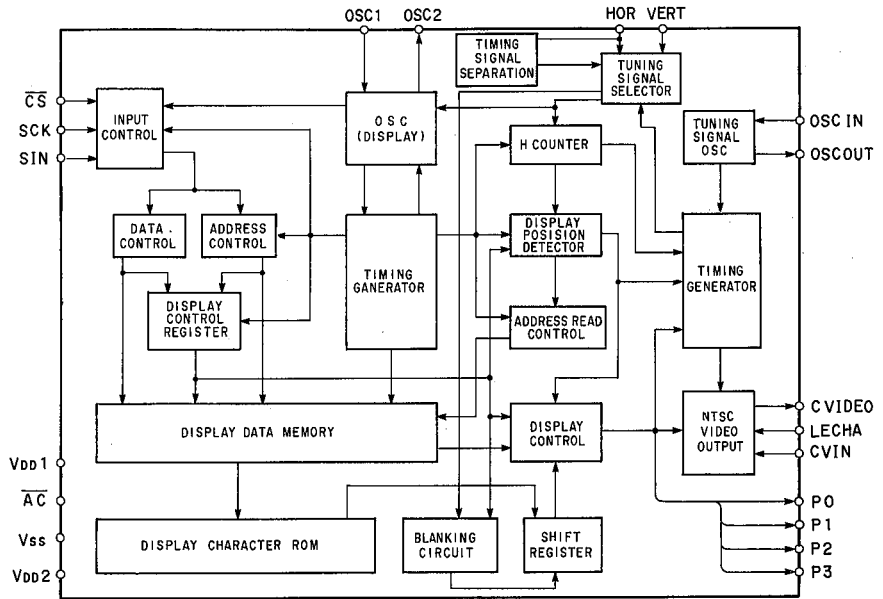 OSC1 OSC2 HOR VERT
TIMING
SIGNAL
SEPARATION
TUNING
SIGNAL
SELECTOR
CS
SCK
SIN
INPUT
CONTROL
OSC
(DISPLAY)
H COUNTER
TUNING
SIGNAL
OSC
OSCIN
OSCOUT
DATA.
CONTROL
ADDRESS
CONTROL
TIMING
GANERATOR
DISPLAY
POSISION
DETECTOR
TIMING
GENERATOR
DISPLAY
CONTROL
REGISTER
ADDRESS READ
CONTROL
DISPLAY DATA MEMORY
DISPLAY
CONTROL
NTSC
VIDEO
OUTPUT
CVIDEO
LECHA
CVIN
VDD1
AC
VSS
VDD2
DISPLAY CHARACTER ROM
BLANKING
CIRCUIT
SHIFT
REGISTER
P0
P1
P2
P3